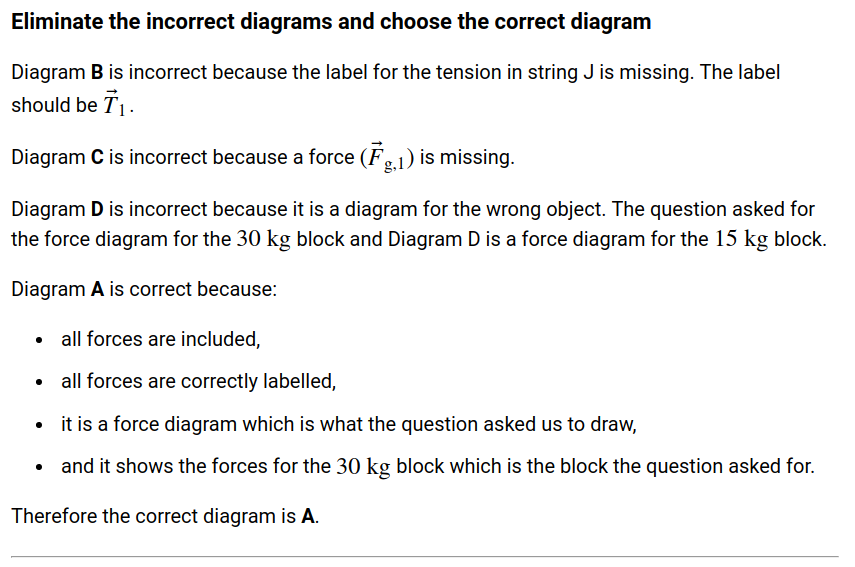 Eliminate the incorrect diagrams and choose the correct diagram
Diagram B is incorrect because the label for the tension in string J is missing. The label
should be $\vec{T}_1$.
Diagram C is incorrect because a force ($\vec{F}_{g,1}$) is missing.
Diagram D is incorrect because it is a diagram for the wrong object. The question asked for
the force diagram for the 30 kg block and Diagram D is a force diagram for the 15 kg block.
Diagram A is correct because:
• all forces are included,
• all forces are correctly labelled,
• it is a force diagram which is what the question asked us to draw,
• and it shows the forces for the 30 kg block which is the block the question asked for.
Therefore the correct diagram is A.